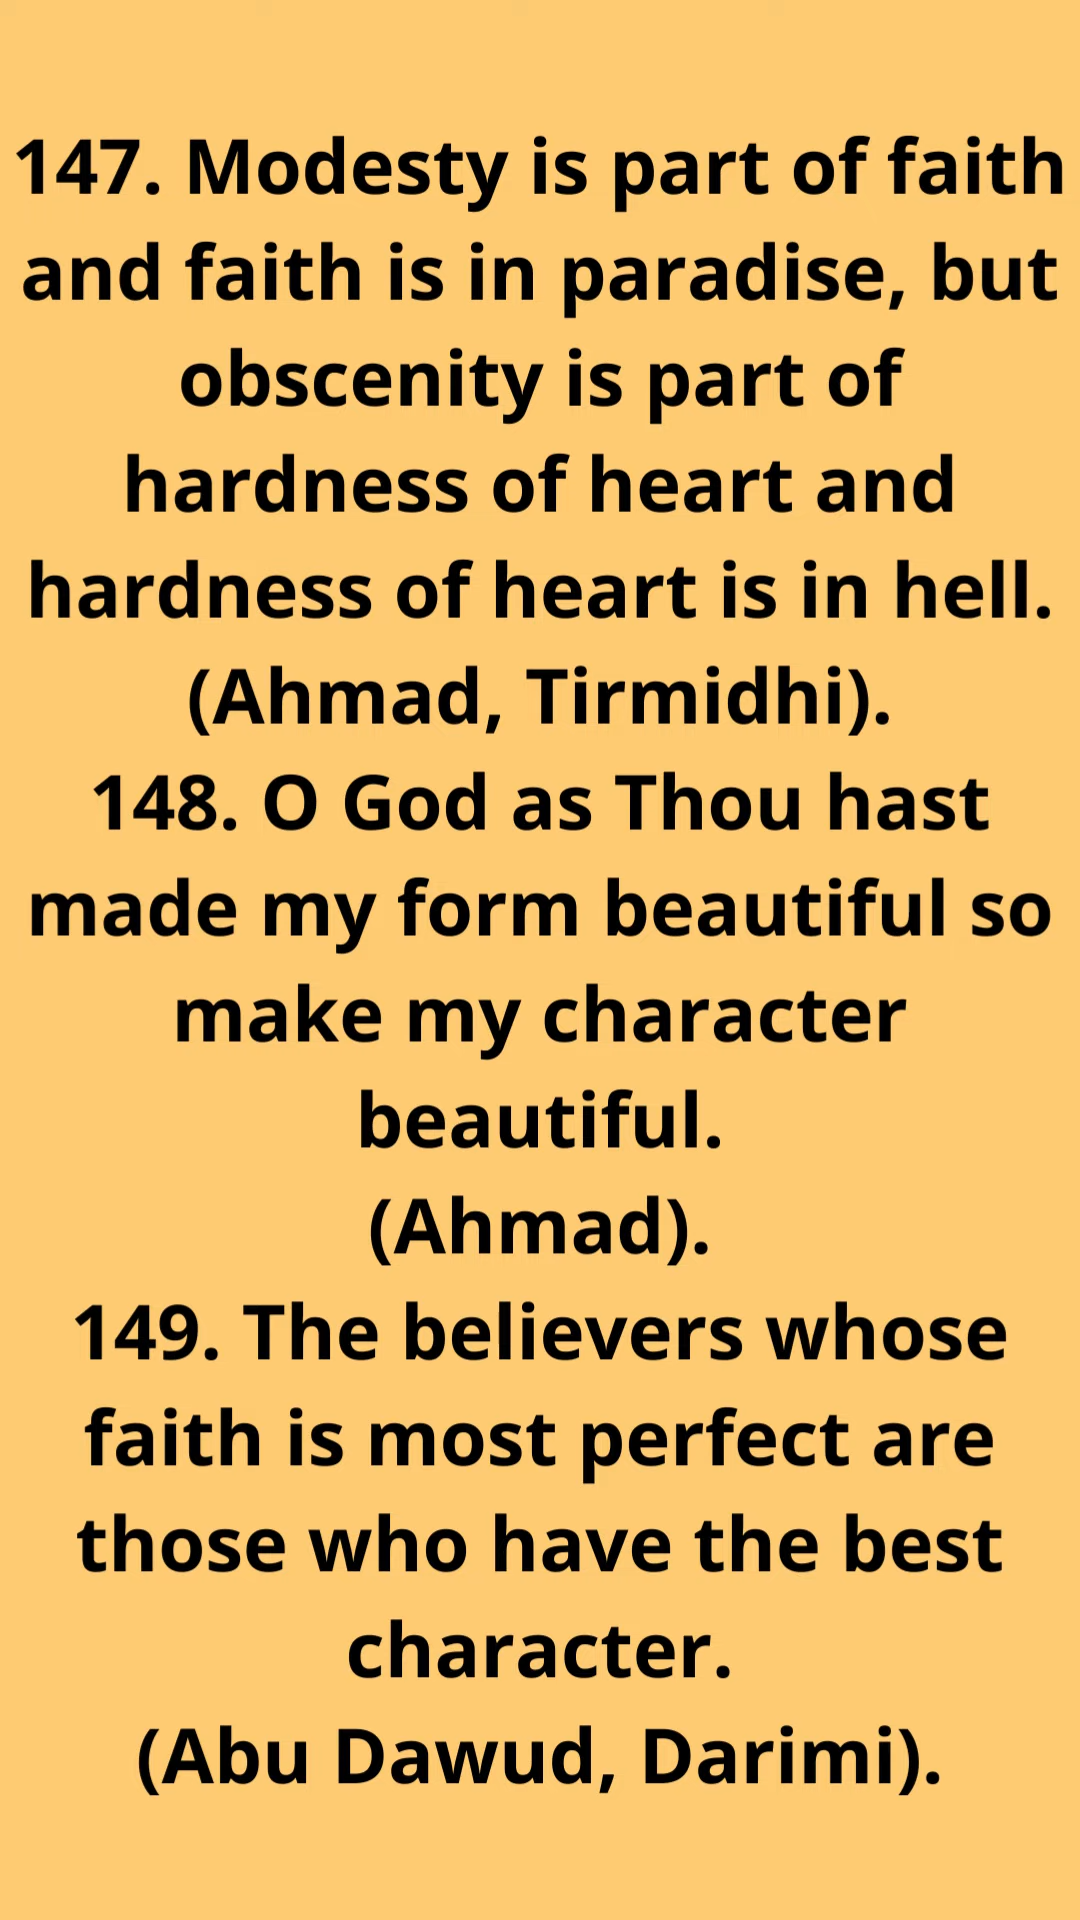 147. Modesty is part of faith
and faith is in paradise, but
obscenity is part of
hardness of heart and
hardness of heart is in hell.
(Ahmad, Tirmidhi).
148. O God as Thou hast
made my form beautiful so
make my character
beautiful.
(Ahmad).
149. The believers whose
faith is most perfect are
those who have the best
character.
(Abu Dawud, Darimi).